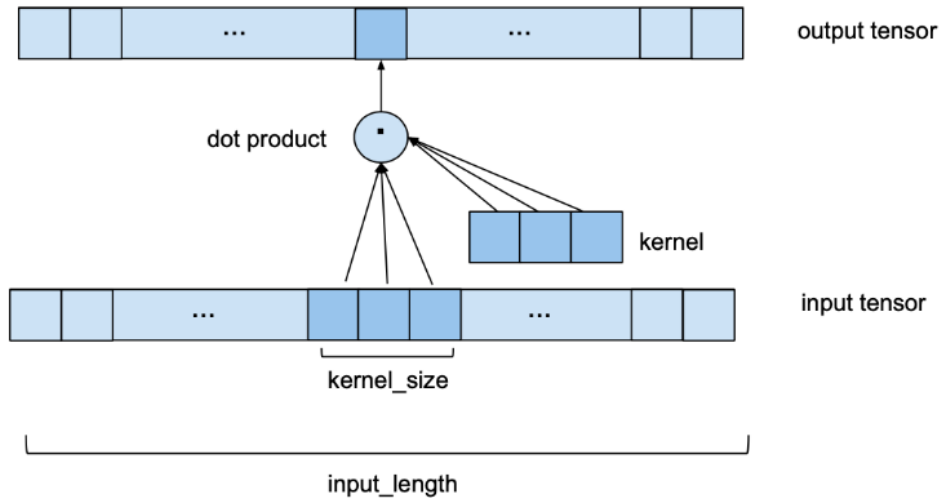 ... ... output tensor
dot product
kernel
... ... input tensor
kernel_size
input_length